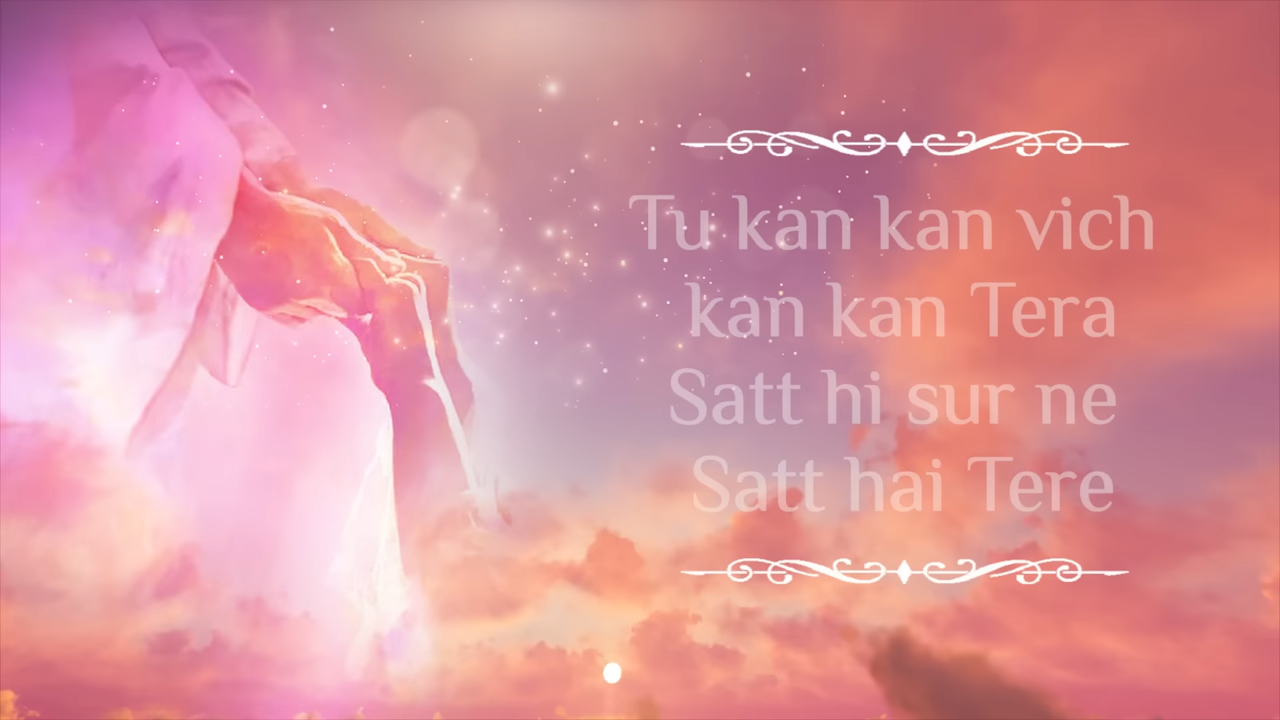 Tu kan kan vich
kan kan Tera
Satt hi sur ne
Satt hai Tere